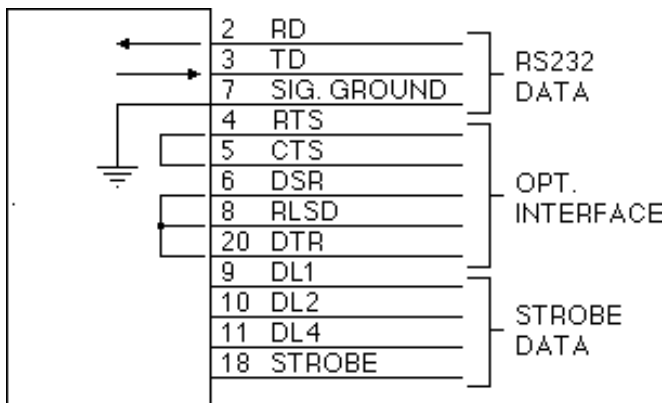 2 RD
3 TD
7 SIG. GROUND
RS232
DATA
4 RTS
5 CTS
6 DSR
8 RLSD
20 DTR
OPT.
INTERFACE
9 DL1
10 DL2
11 DL4
18 STROBE
STROBE
DATA